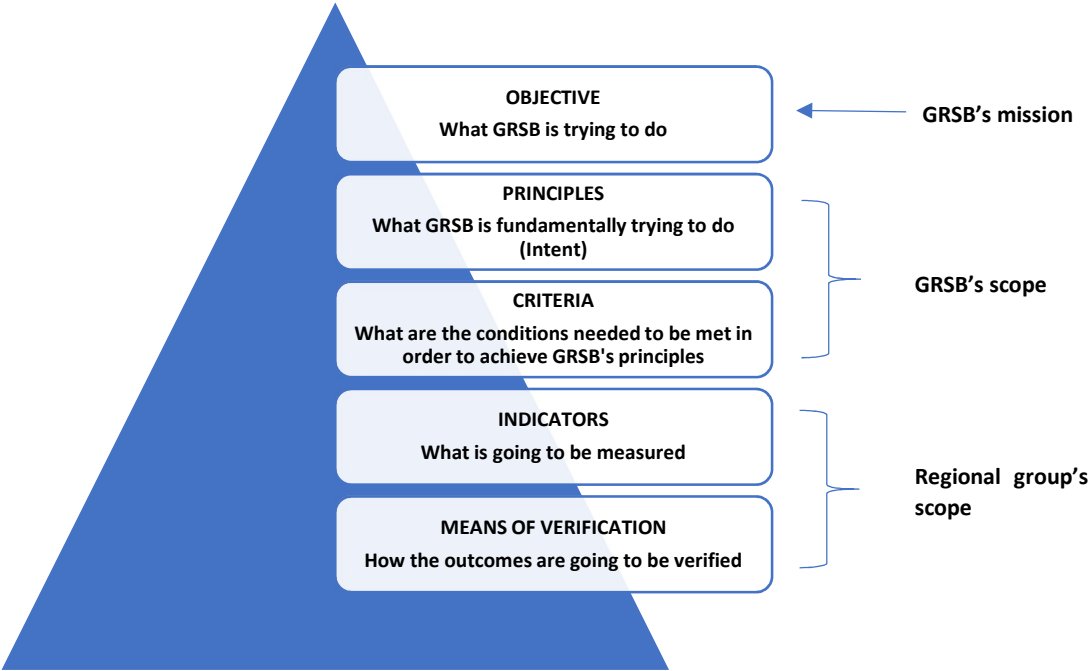 OBJECTIVE
What GRSB is trying to do
GRSB’s mission
PRINCIPLES
What GRSB is fundamentally trying to do
(Intent)
CRITERIA
What are the conditions needed to be met in
order to achieve GRSB's principles
GRSB’s scope
INDICATORS
What is going to be measured
MEANS OF VERIFICATION
How the outcomes are going to be verified
Regional group’s
scope